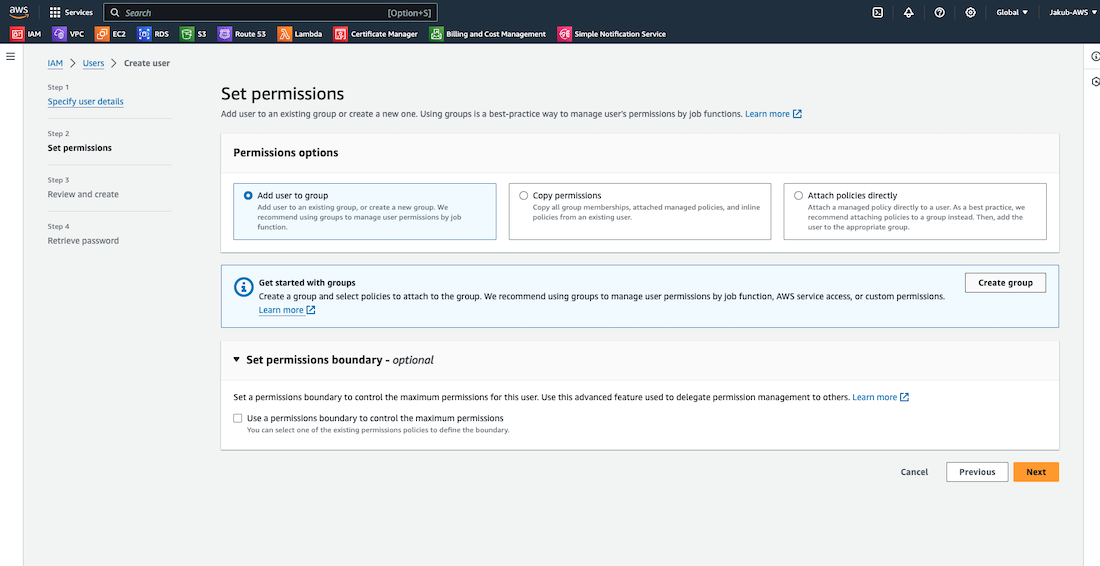 aws
Services
Search
[Option+S]
Global
Jakub-AWS
IAM
VPC
EC2
RDS
S3
Route 53
Lambda
Certificate Manager
Billing and Cost Management
Simple Notification Service
IAM
Users
Create user
Step 1
Specify user details
Step 2
Set permissions
Step 3
Review and create
Step 4
Retrieve password
Set permissions
Add user to an existing group or create a new one. Using groups is a best-practice way to manage user's permissions by job functions. Learn more
Permissions options
Add user to group
Add user to an existing group, or create a new group. We
recommend using groups to manage user permissions by job
function.
Copy permissions
Copy all group memberships, attached managed policies, and inline
policies from an existing user.
Attach policies directly
Attach a managed policy directly to a user. As a best practice, we
recommend attaching policies to a group instead. Then, add the
user to the appropriate group.
Get started with groups
Create a group and select policies to attach to the group. We recommend using groups to manage user permissions by job function, AWS service access, or custom permissions.
Learn more
Create group
Set permissions boundary - optional
Set a permissions boundary to control the maximum permissions for this user. Use this advanced feature used to delegate permission management to others. Learn more
Use a permissions boundary to control the maximum permissions
You can select one of the existing permissions policies to define the boundary.
Cancel
Previous
Next